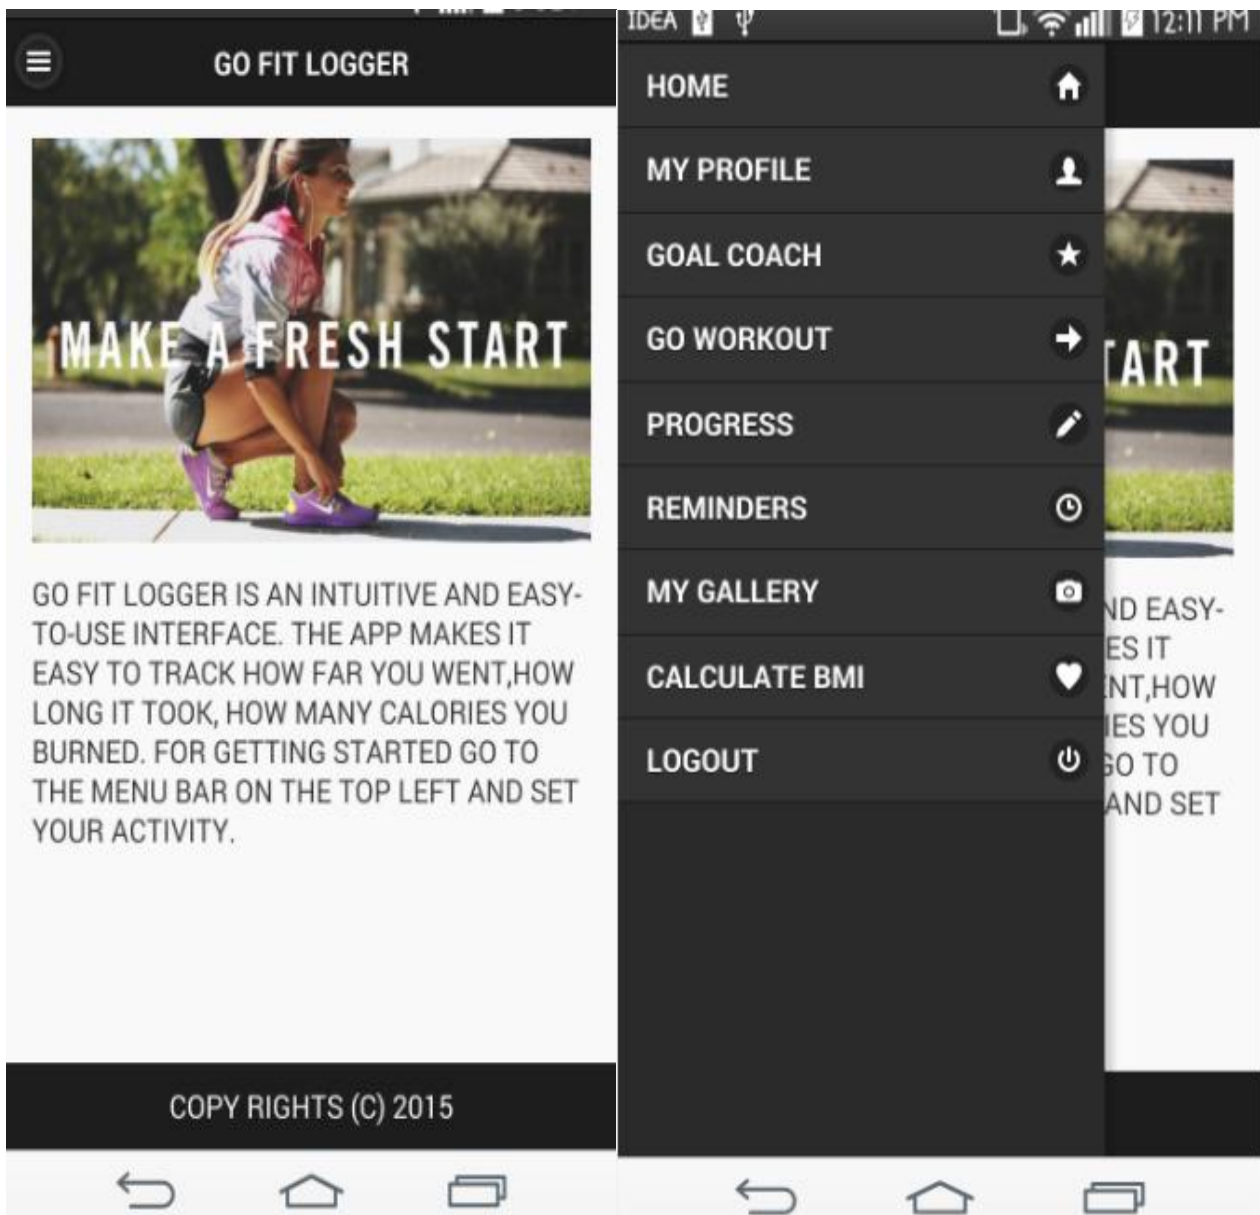 GO FIT LOGGER
MAKE A FRESH START
GO FIT LOGGER IS AN INTUITIVE AND EASY-
TO-USE INTERFACE. THE APP MAKES IT
EASY TO TRACK HOW FAR YOU WENT,HOW
LONG IT TOOK, HOW MANY CALORIES YOU
BURNED. FOR GETTING STARTED GO TO
THE MENU BAR ON THE TOP LEFT AND SET
YOUR ACTIVITY.
COPY RIGHTS (C) 2015
IDEA 12:11 PM
HOME
MY PROFILE
GOAL COACH
GO WORKOUT
PROGRESS
REMINDERS
MY GALLERY
CALCULATE BMI
LOGOUT
TART
ND EASY-
ES IT
ENT,HOW
IES YOU
GO TO
AND SET